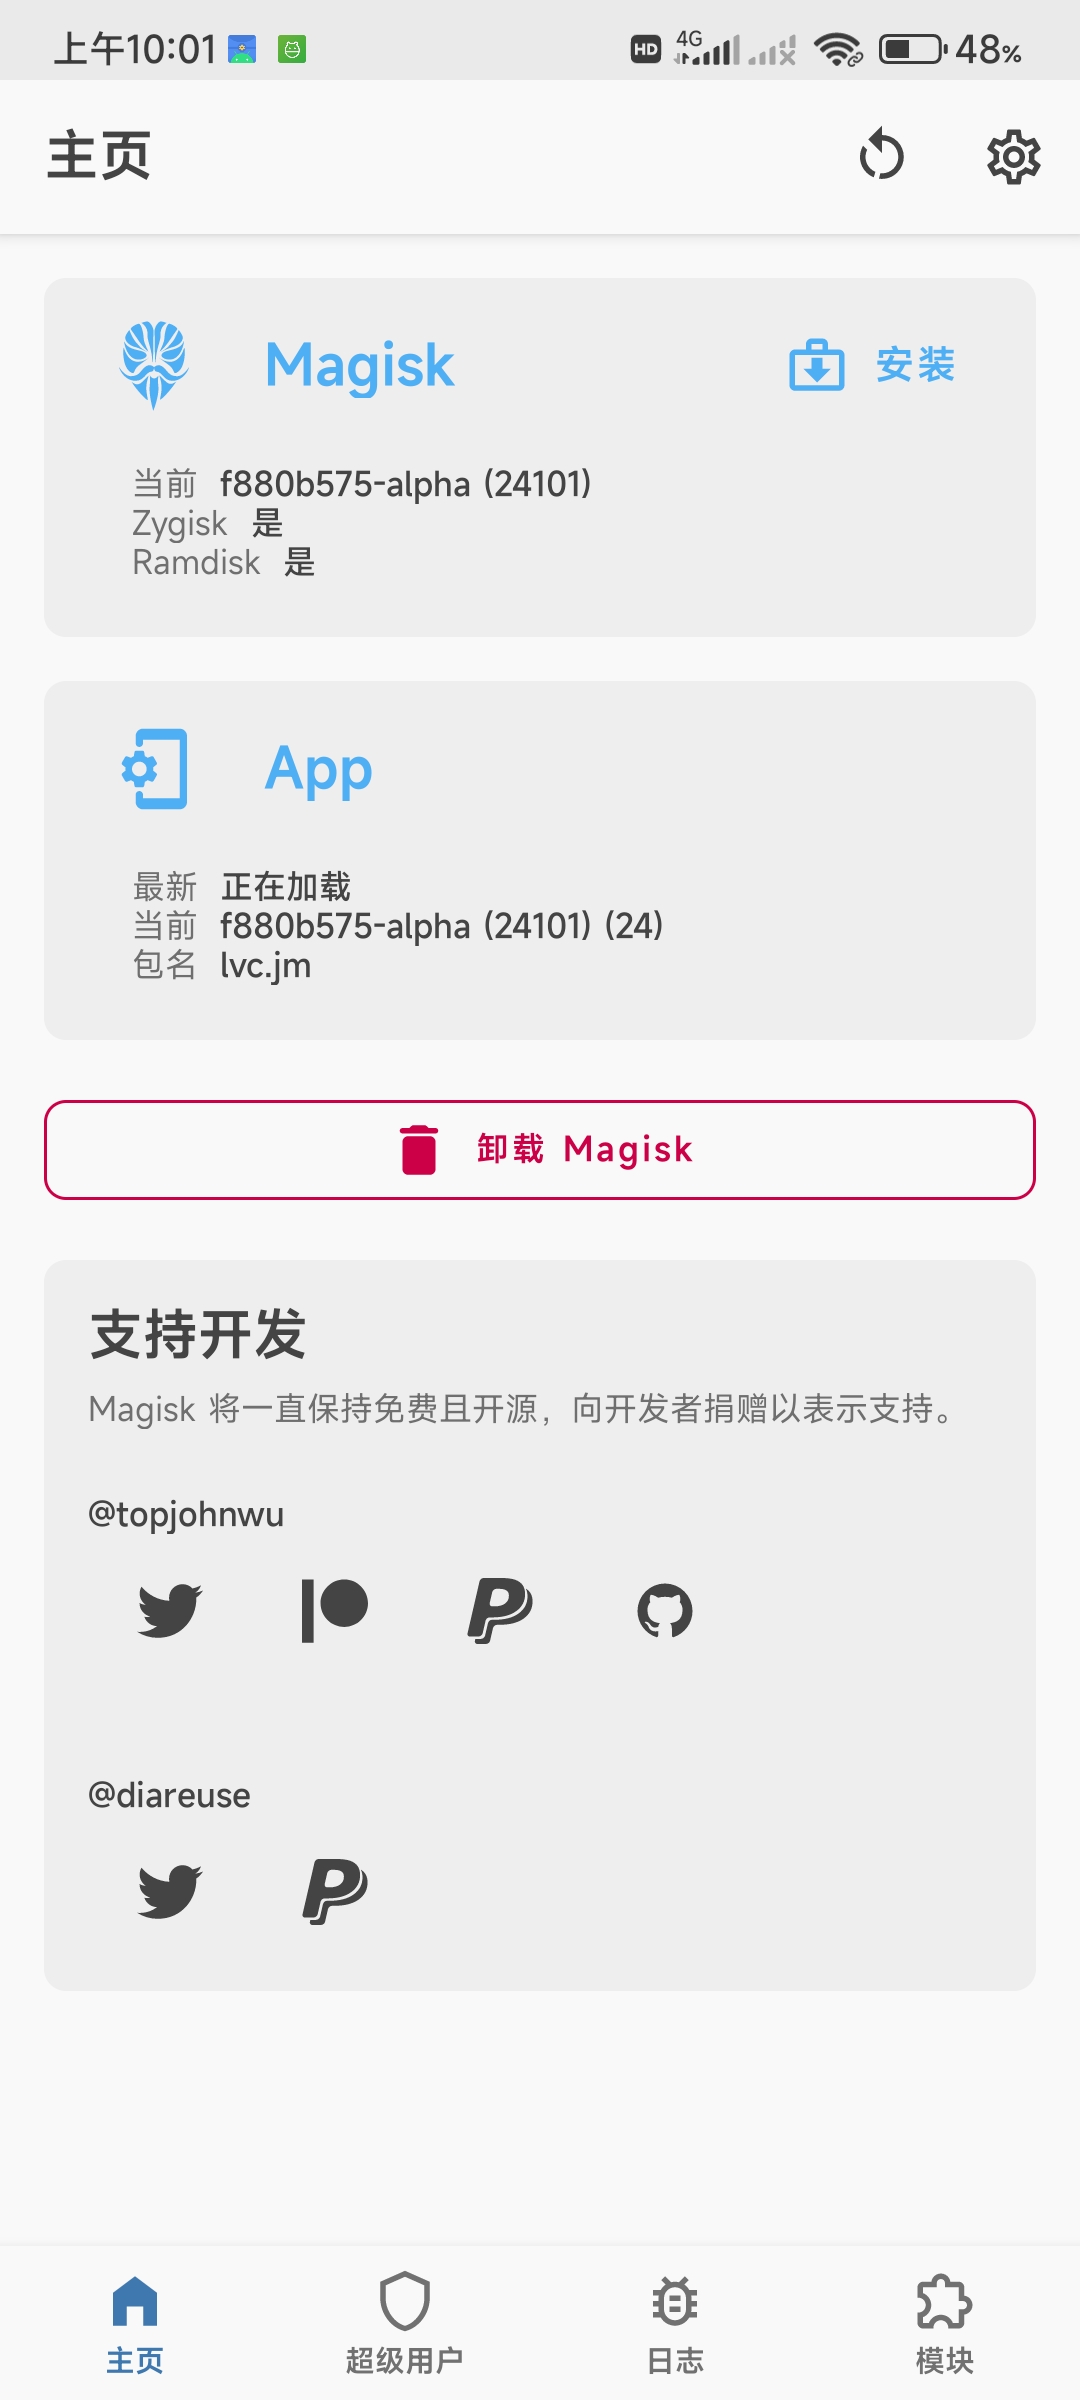 上午10:01 HD 4G 48%
主页
Magisk 安装
当前 f880b575-alpha (24101)
Zygisk 是
Ramdisk 是
App
最新 正在加载
当前 f880b575-alpha (24101) (24)
包名 lvc.jm
卸载 Magisk
支持开发
Magisk 将一直保持免费且开源，向开发者捐赠以表示支持。
@topjohnwu
@diareuse
主页 超级用户 日志 模块